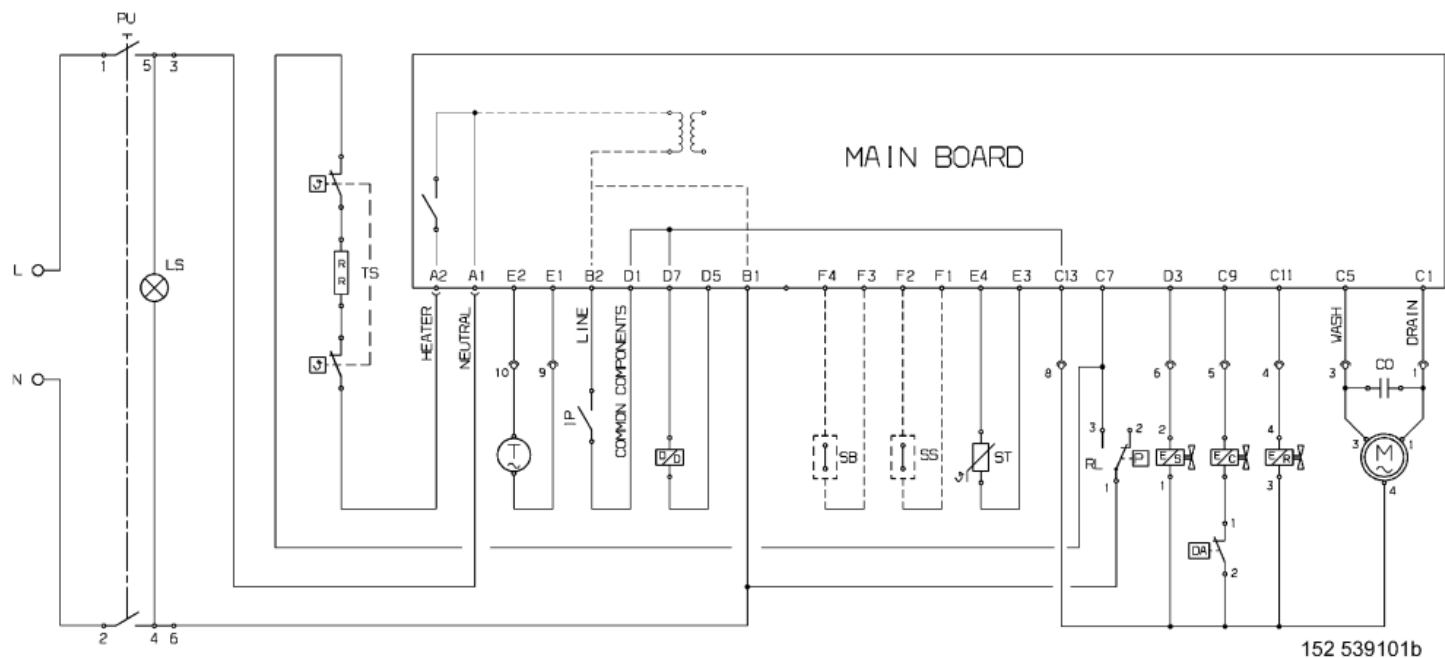 PU
1 5 3
MAIN BOARD
L
LS
ϑ
R R
TS
ϑ
N
A2 A1 E2 E1 B2 D1 D7 D5 B1 F4 F3 F2 F1 E4 E3 C13 C7 D3 C9 C11 C5 C1
HEATER
NEUTRAL
LINE
COMMON COMPONENTS
WASH
DRAIN
10 9 8 6 5 4 3 CO 1
IP
T
D/D
SB
SS
ST
ϑ
3 2
RL P
1
2
E/S
1
E/C
4
E/R
3
3 1
M
4
1
DA
2
2 4 6
152 539101b